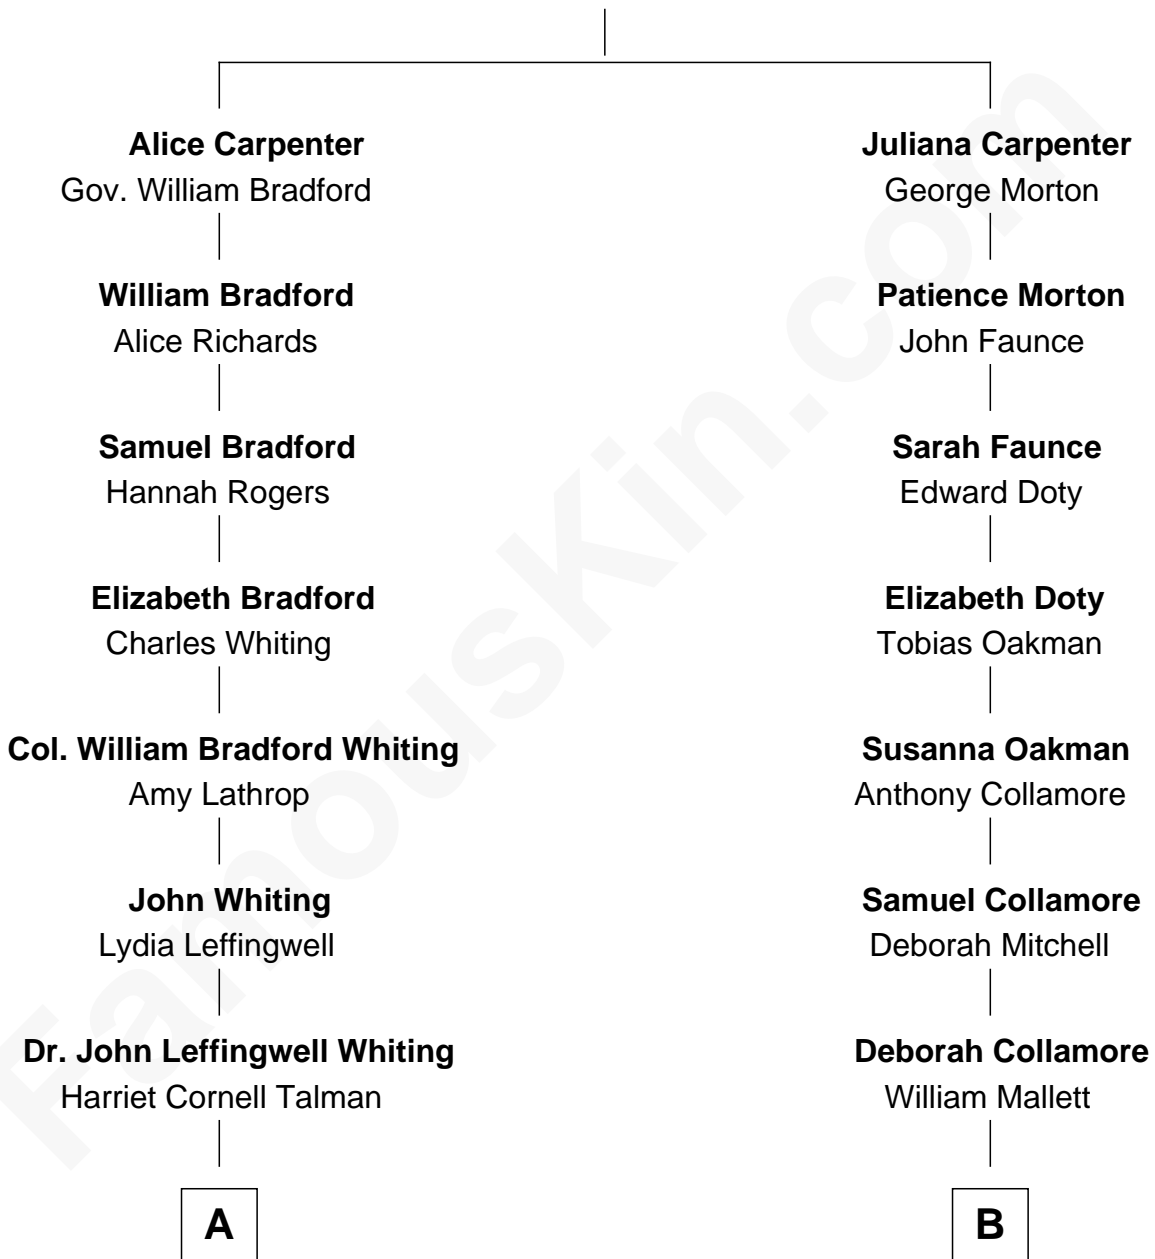 Alice Carpenter
Gov. William Bradford
William Bradford
Alice Richards
Samuel Bradford
Hannah Rogers
Elizabeth Bradford
Charles Whiting
Col. William Bradford Whiting
Amy Lathrop
John Whiting
Lydia Leffingwell
Dr. John Leffingwell Whiting
Harriet Cornell Talman
A
Juliana Carpenter
George Morton
Patience Morton
John Faunce
Sarah Faunce
Edward Doty
Elizabeth Doty
Tobias Oakman
Susanna Oakman
Anthony Collamore
Samuel Collamore
Deborah Mitchell
Deborah Collamore
William Mallett
B
FamousKin.com